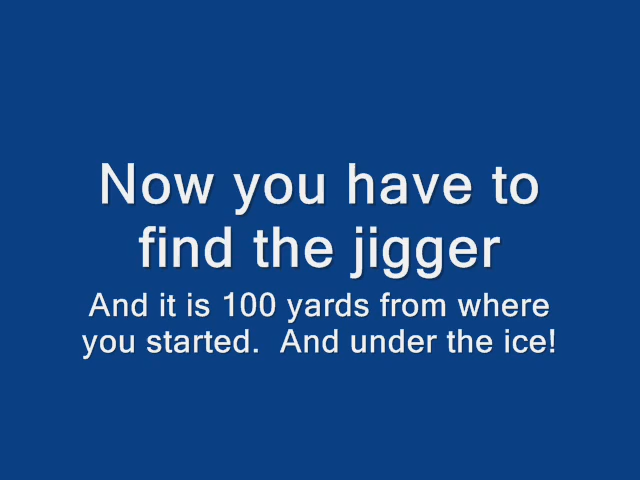 Now you have to
find the jigger
And it is 100 yards from where
you started.  And under the ice!